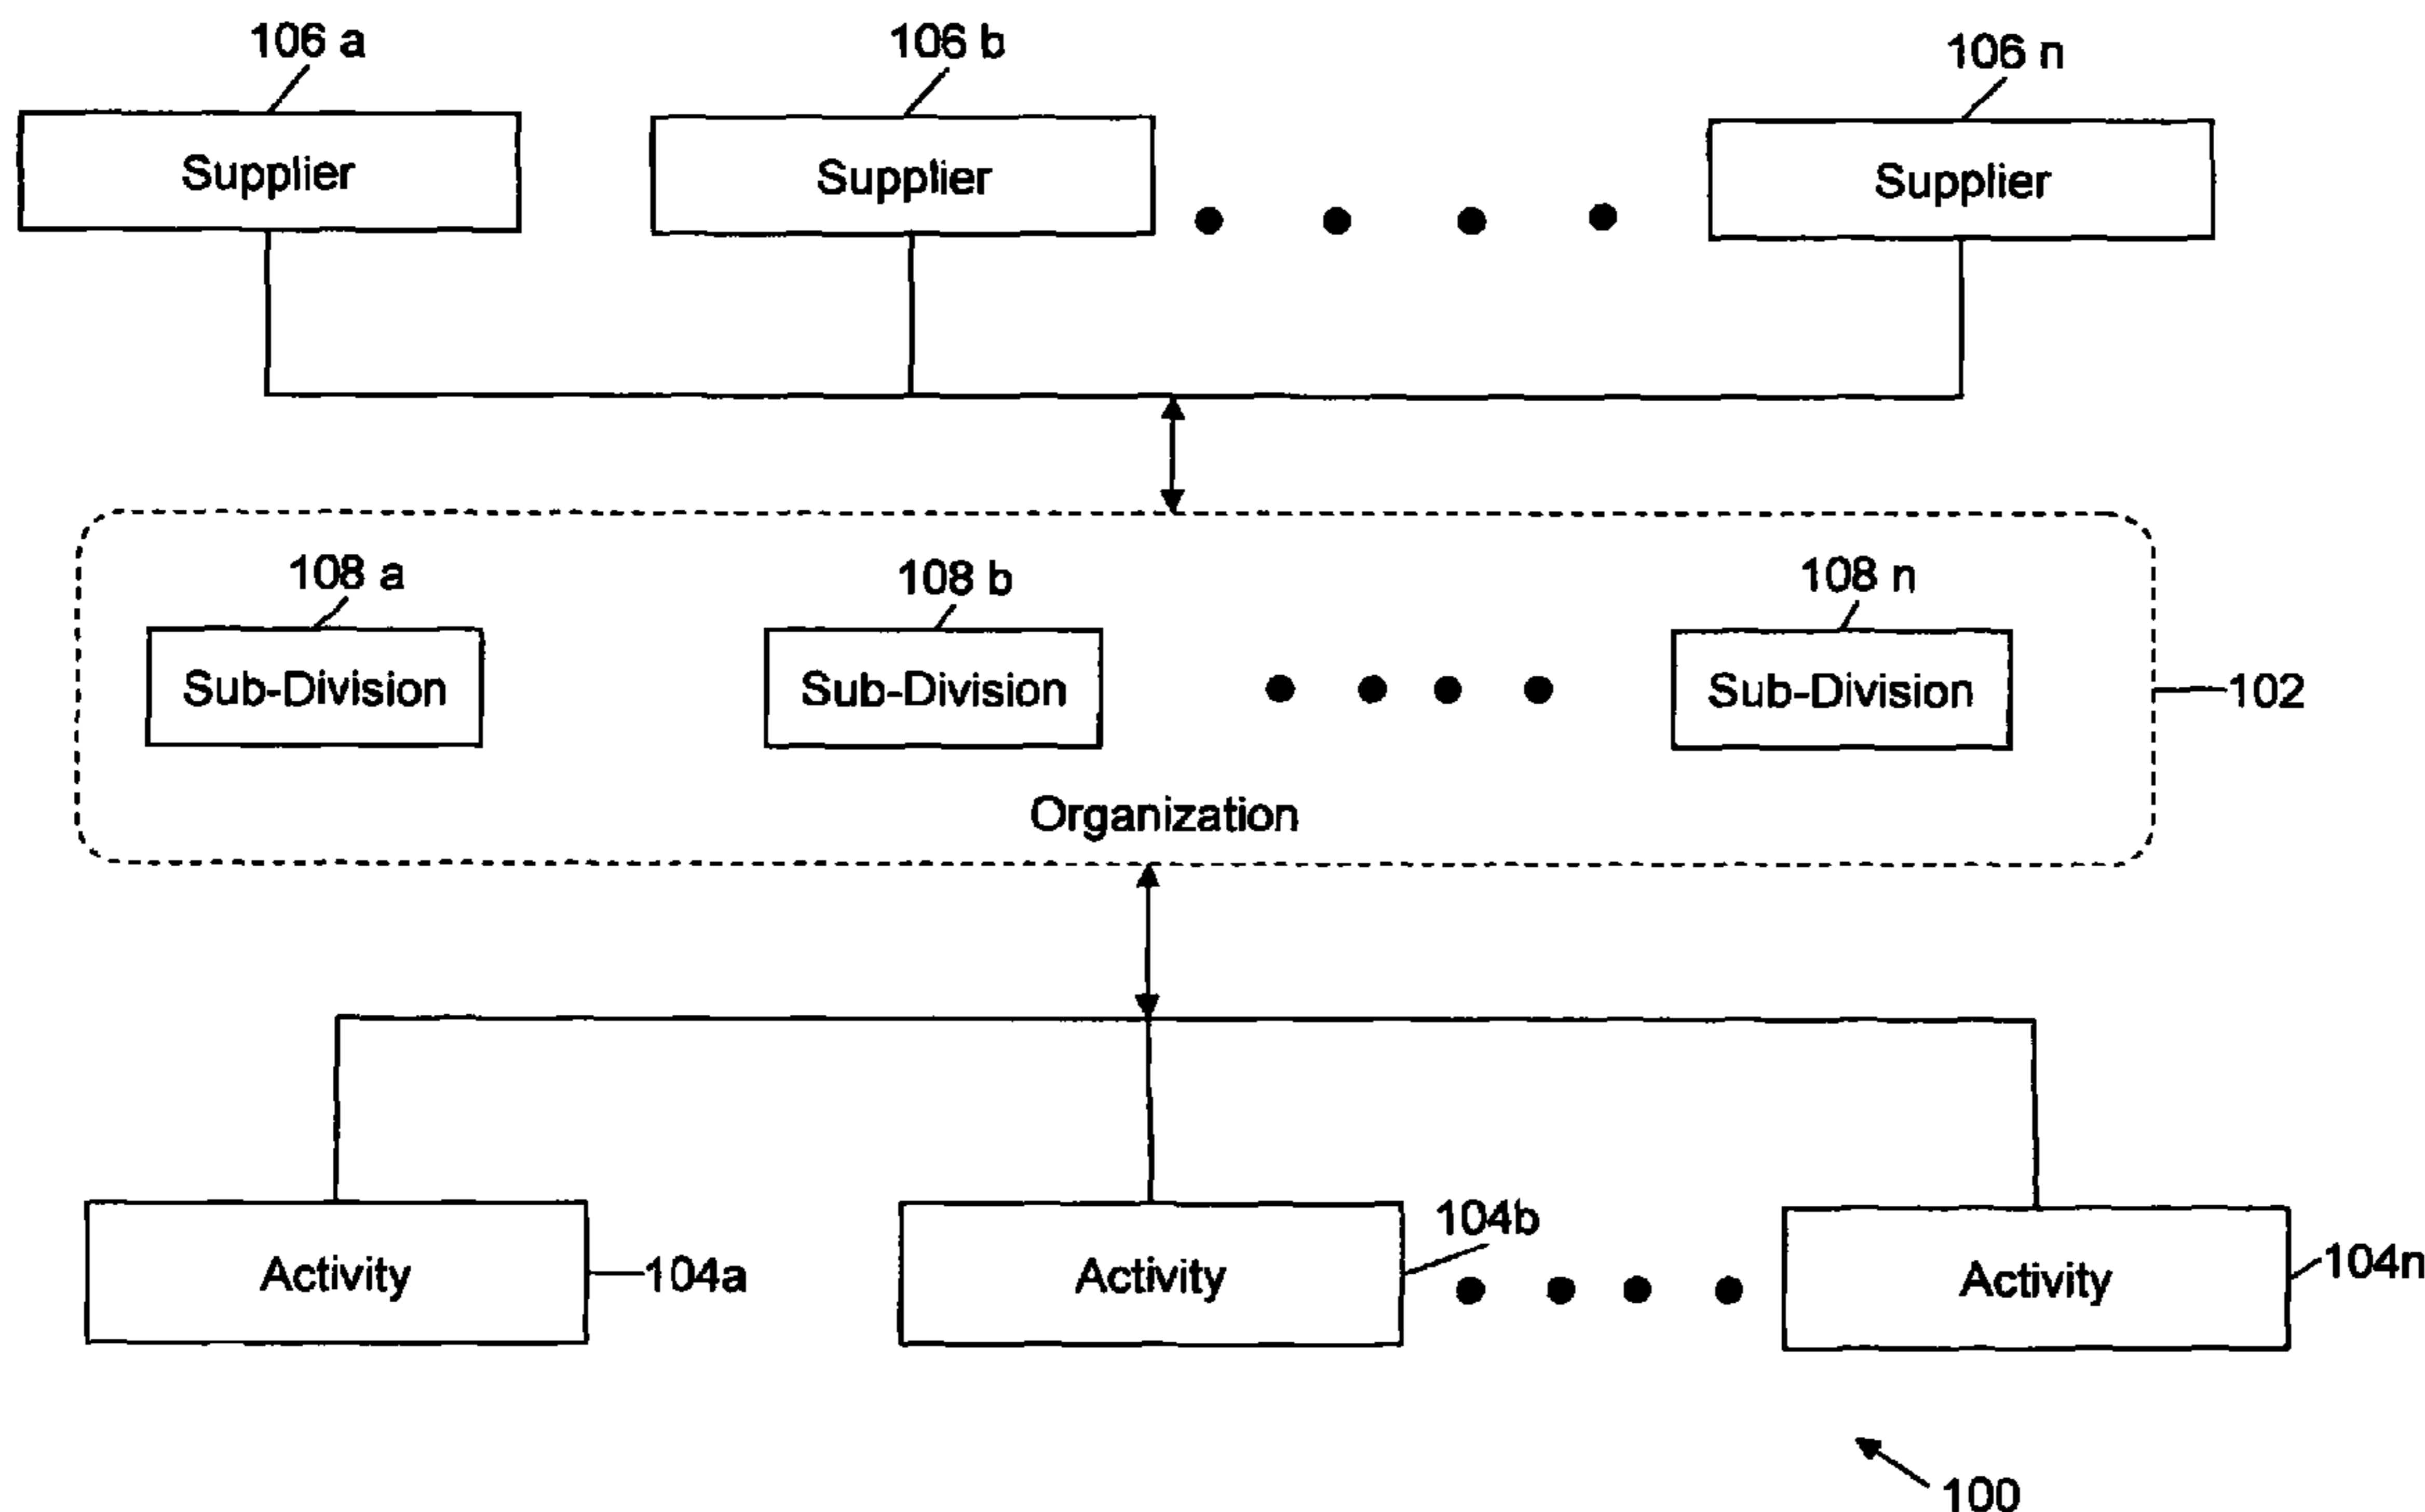 106 a
106 b
106 n
Supplier
Supplier
Supplier
108 a
108 b
108 n
Sub-Division
Sub-Division
Sub-Division
102
Organization
104b
Activity
104a
Activity
Activity
104n
100